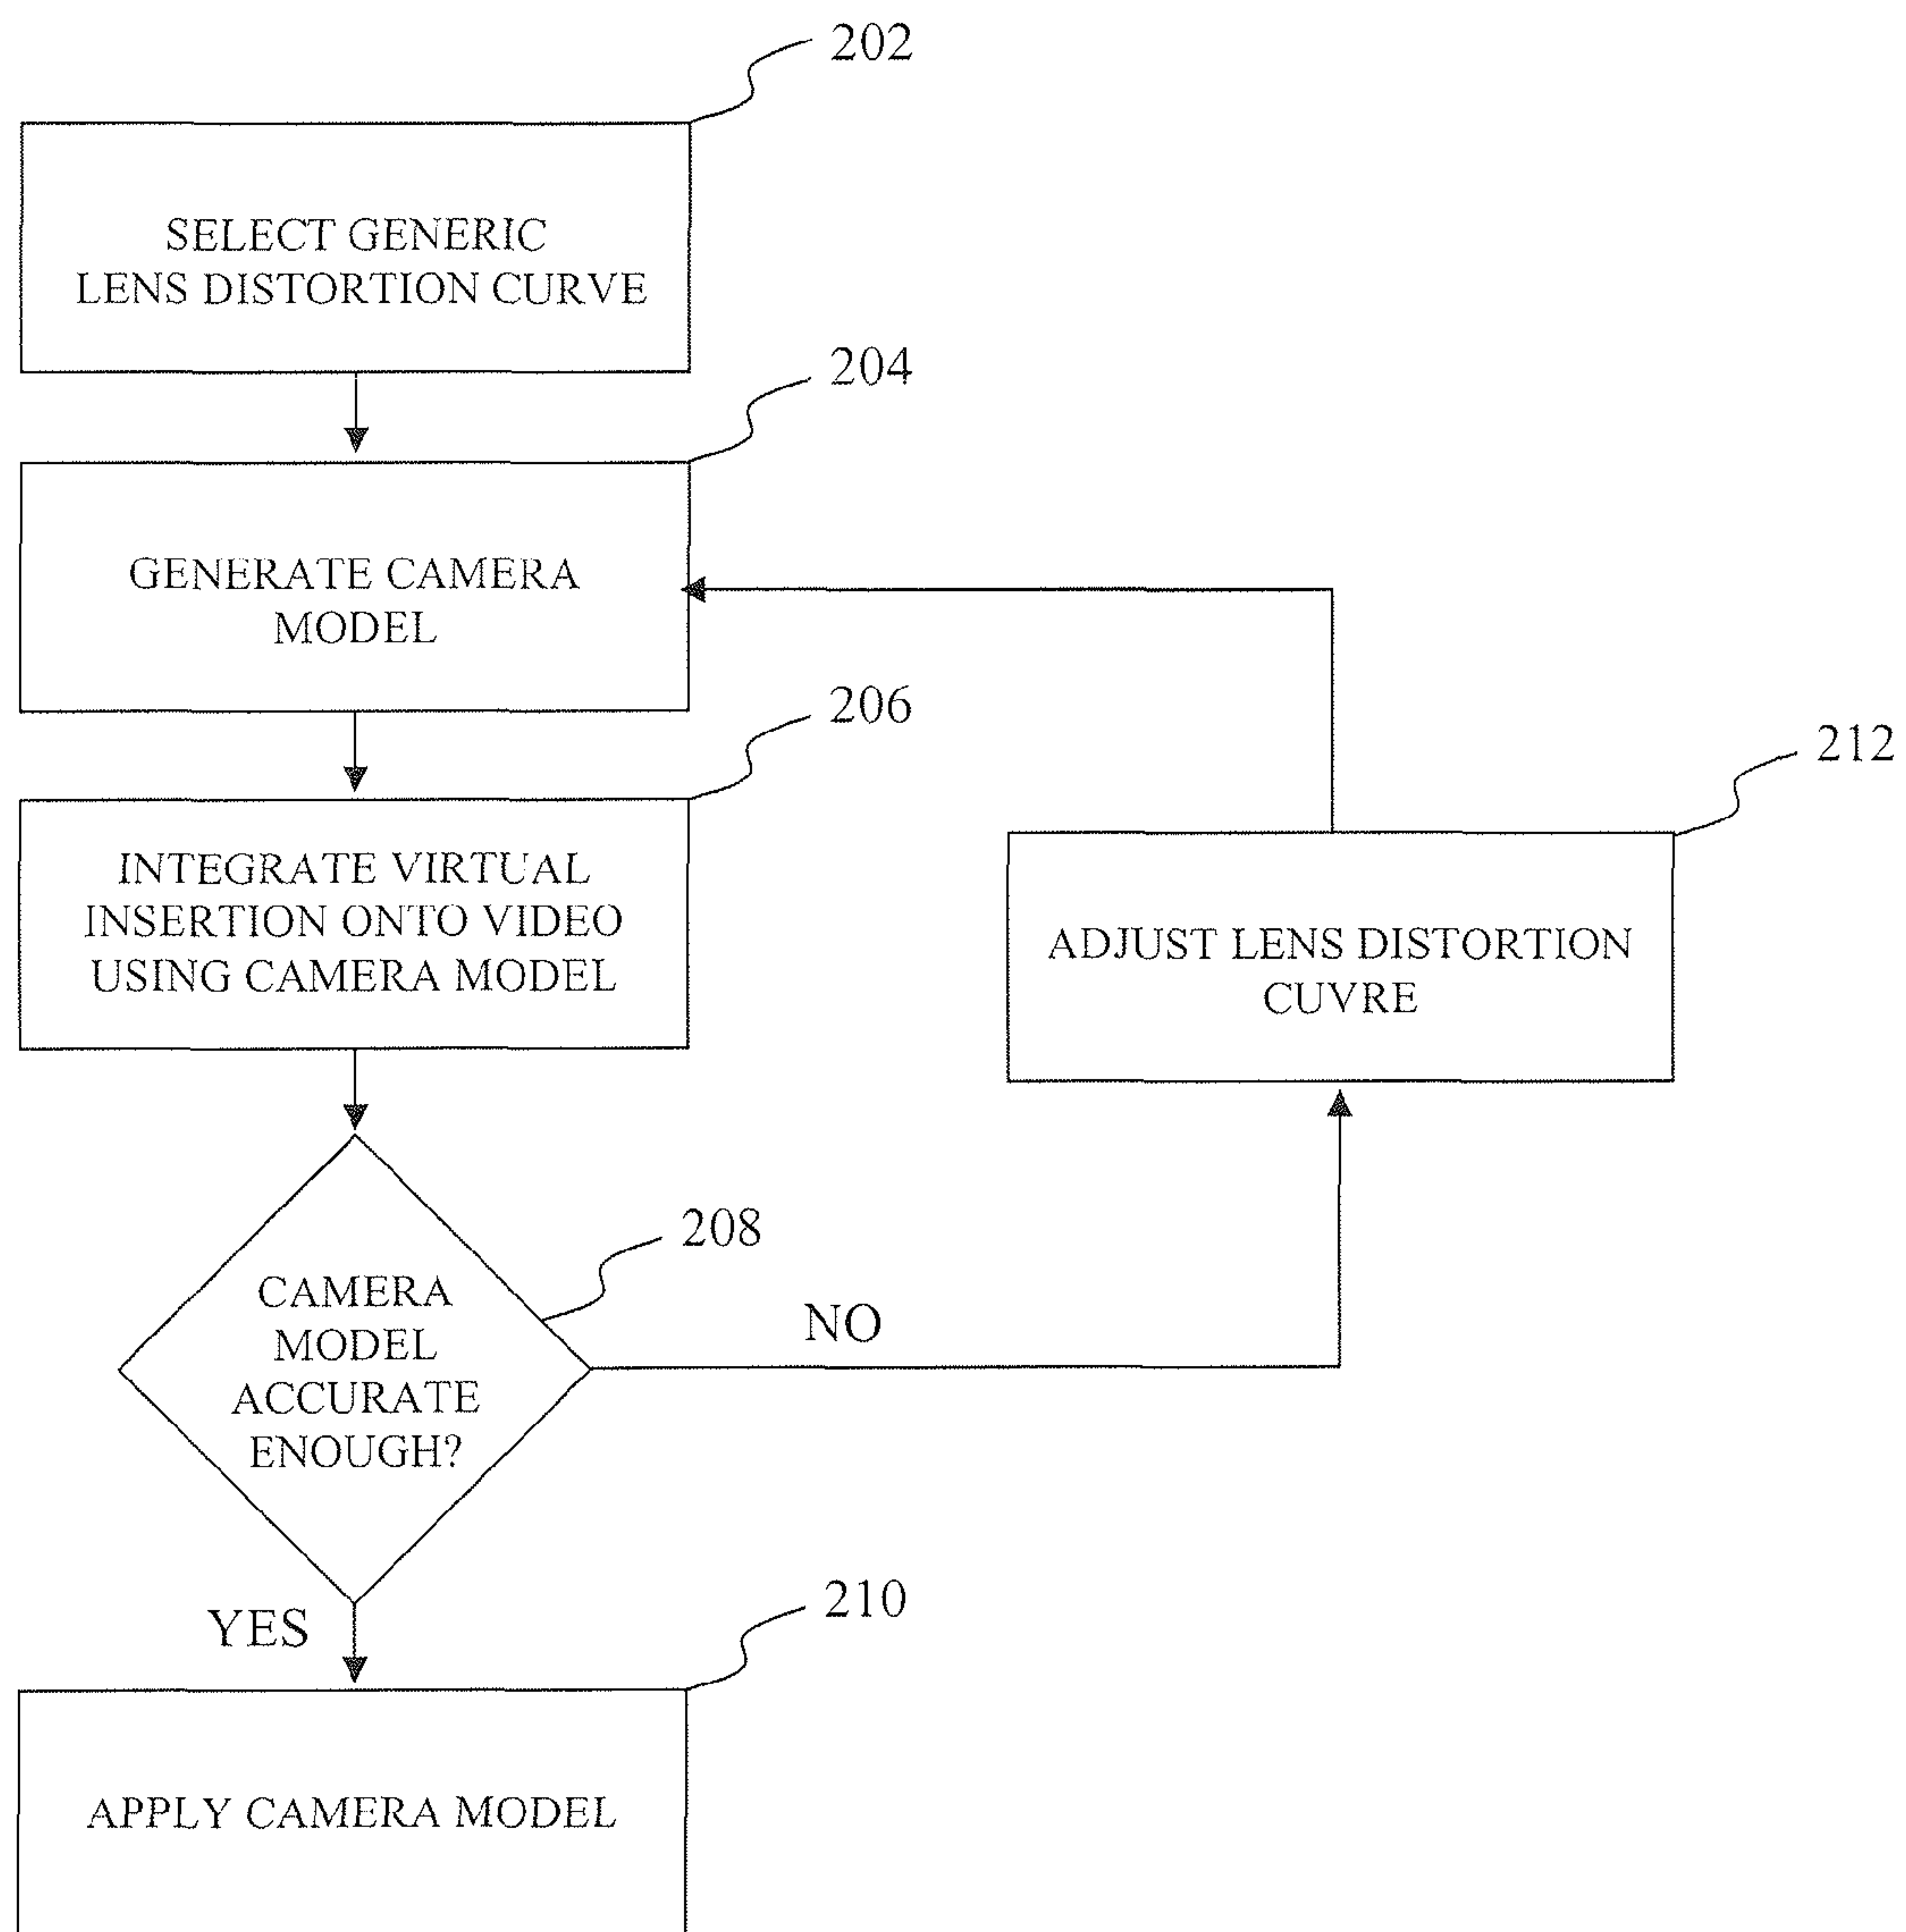 202
SELECT GENERIC
LENS DISTORTION CURVE
204
GENERATE CAMERA
MODEL
206
INTEGRATE VIRTUAL
INSERTION ONTO VIDEO
USING CAMERA MODEL
212
ADJUST LENS DISTORTION
CUVRE
208
CAMERA
MODEL
ACCURATE
ENOUGH?
NO
YES
210
APPLY CAMERA MODEL